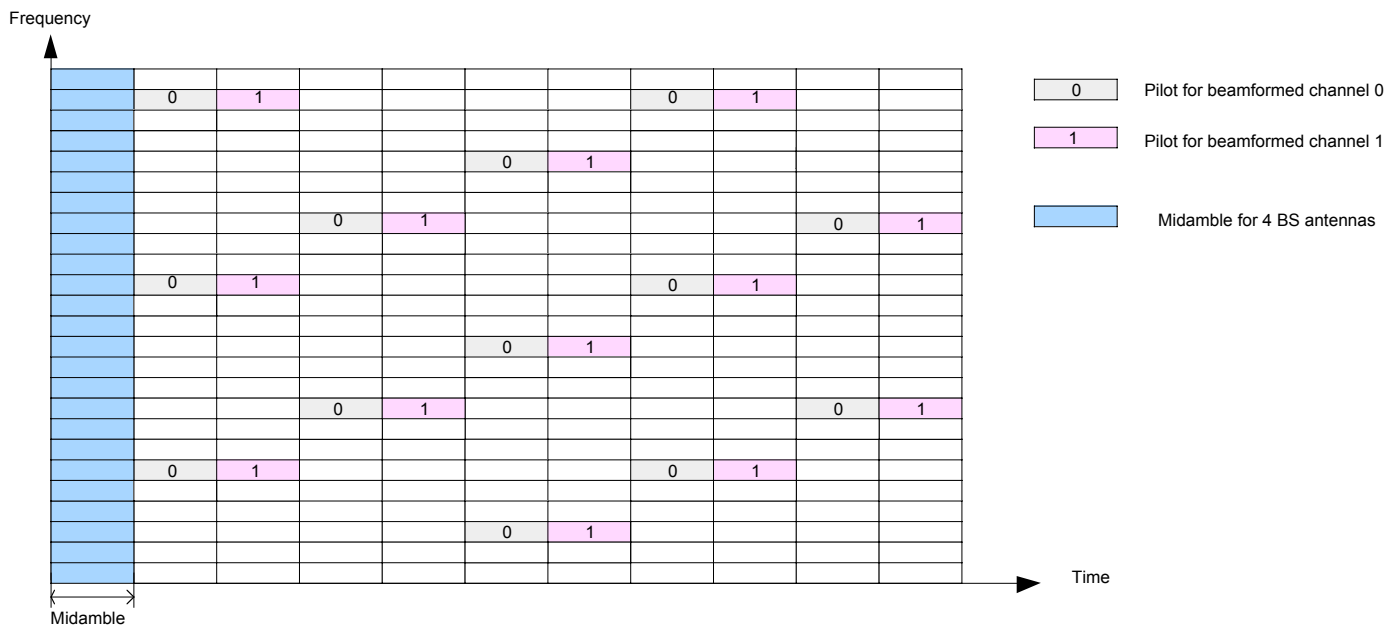 Frequency
0 1 0 1 0 Pilot for beamformed channel 0
1 Pilot for beamformed channel 1
0 1
0 1 0 1 Midamble for 4 BS antennas
0 1 0 1
0 1
0 1 0 1
0 1 0 1
0 1
Time
Midamble